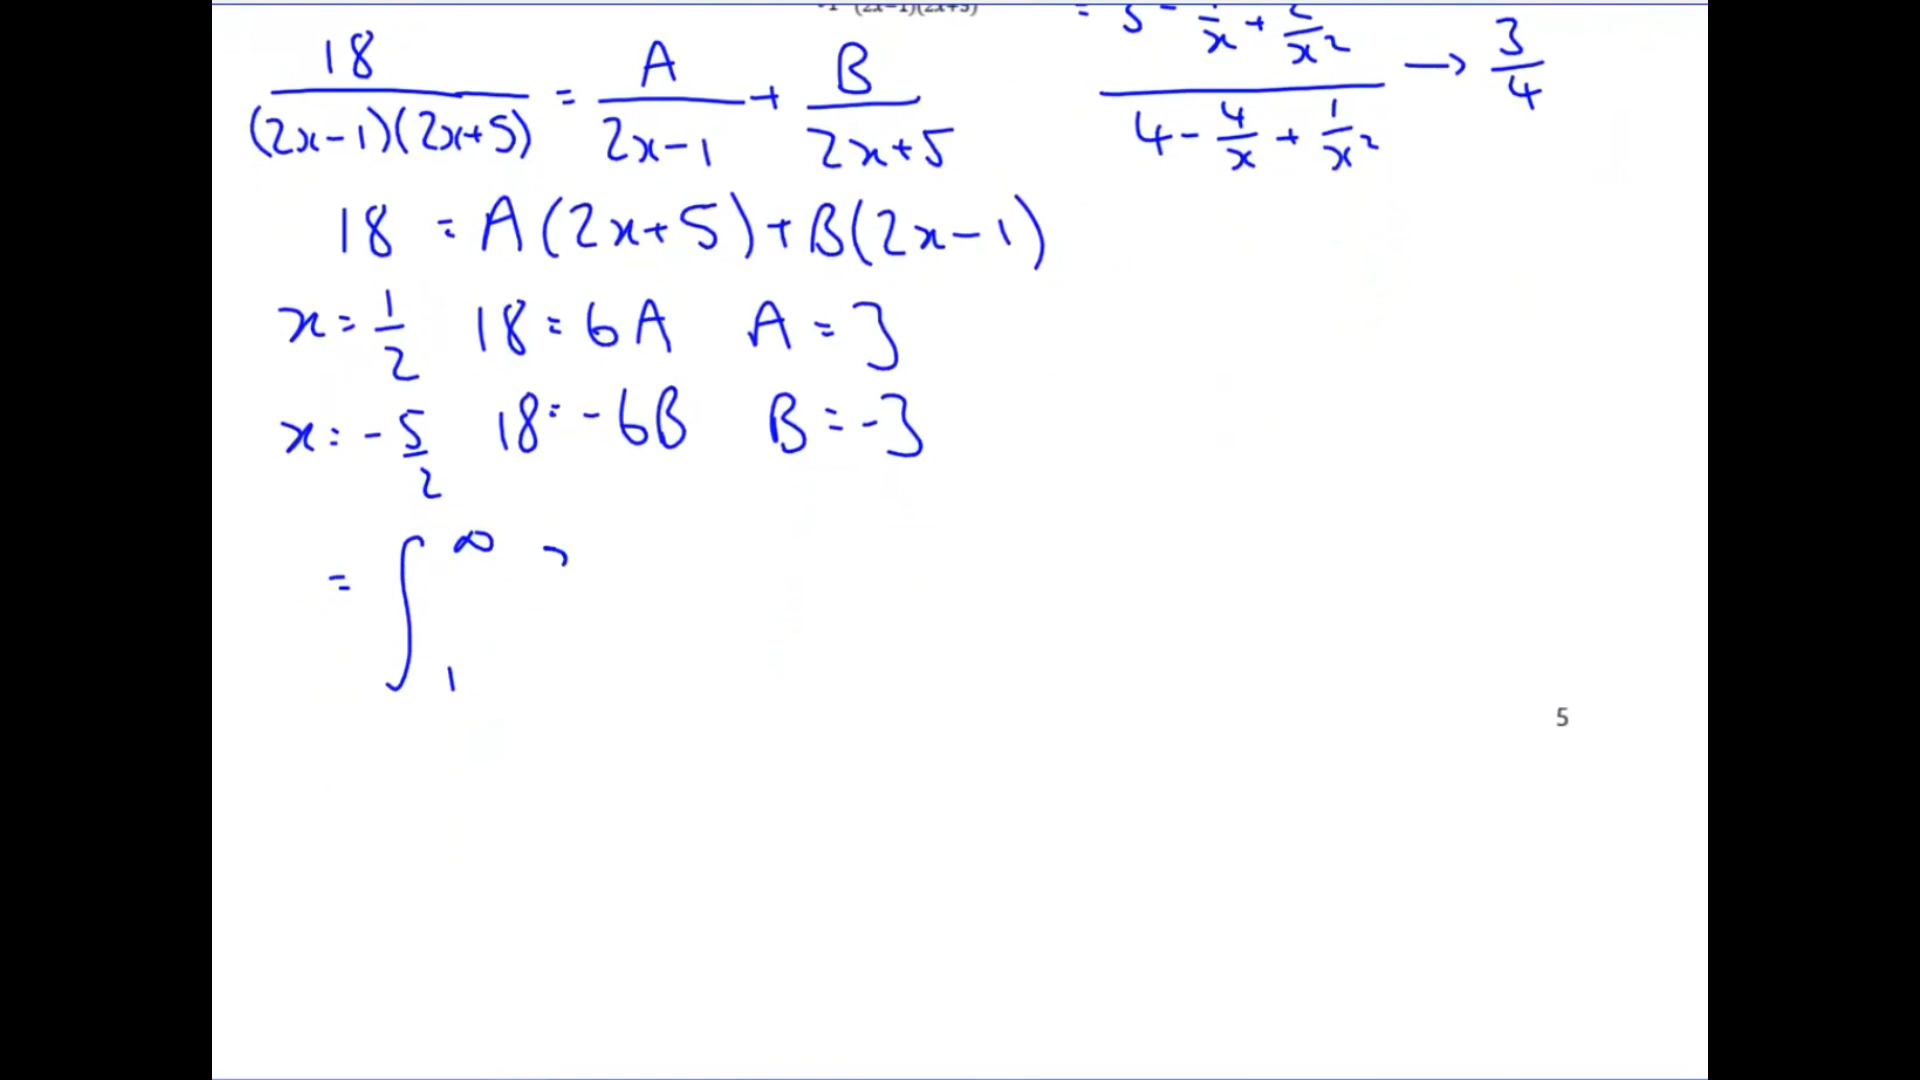 18/((2x-1)(2x+5)) = A/(2x-1) + B/(2x+5)
/(4 - 4/x + 1/x²) → 3/4
18 = A(2x+5)+B(2x-1)
x = 1/2 18 = 6A A = 3
x = -5/2 18 = -6B B = -3
= ∫ ∞ 1
5